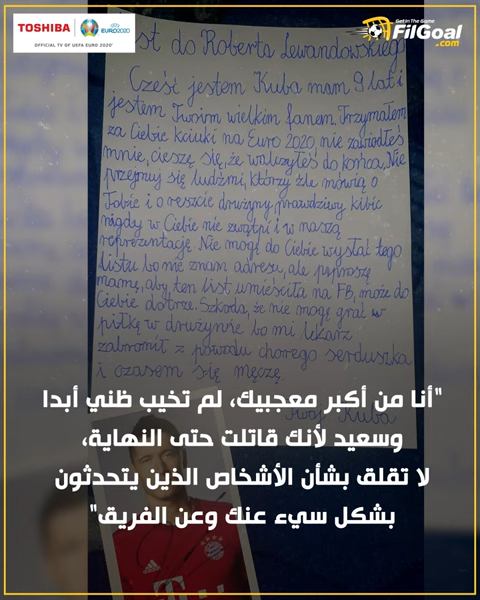 TOSHIBA
UEFA
EURO2020
OFFICIAL TV OF UEFA EURO 2020™
Get In The Game
FilGoal
.com
st do Roberta Lewandowskiego
Cześć jestem Kuba mam 9 lat i
jestem Twoim wielkim fanem. Trzymałem
za Ciebie kciuki na Euro 2020, nie zawiodłeś
mnie, cieszę się, że walczyłeś do końca. Nie
przejmuj się ludźmi, którzy źle mówią o
Tobie i o reszcie drużyny, prawdziwy kibic
nigdy w Ciebie nie zwątpi i w naszą
reprezentację. Nie mogę do Ciebie wysłać tego
listu bo nie znam adresu, ale poproszę
mamę, aby ten list umieściła na FB, może do
Ciebie dotrze. Szkoda, że nie mogę grać w
piłkę w drużynie bo mi lekarz
zabronił z powodu chorego serduszka
i czasem się męczę.
Twój Kuba
"أنا من أكبر معجبيك، لم تخيب ظني أبدا
وسعيد لأنك قاتلت حتى النهاية،
لا تقلق بشأن الأشخاص الذين يتحدثون
بشكل سيء عنك وعن الفريق"